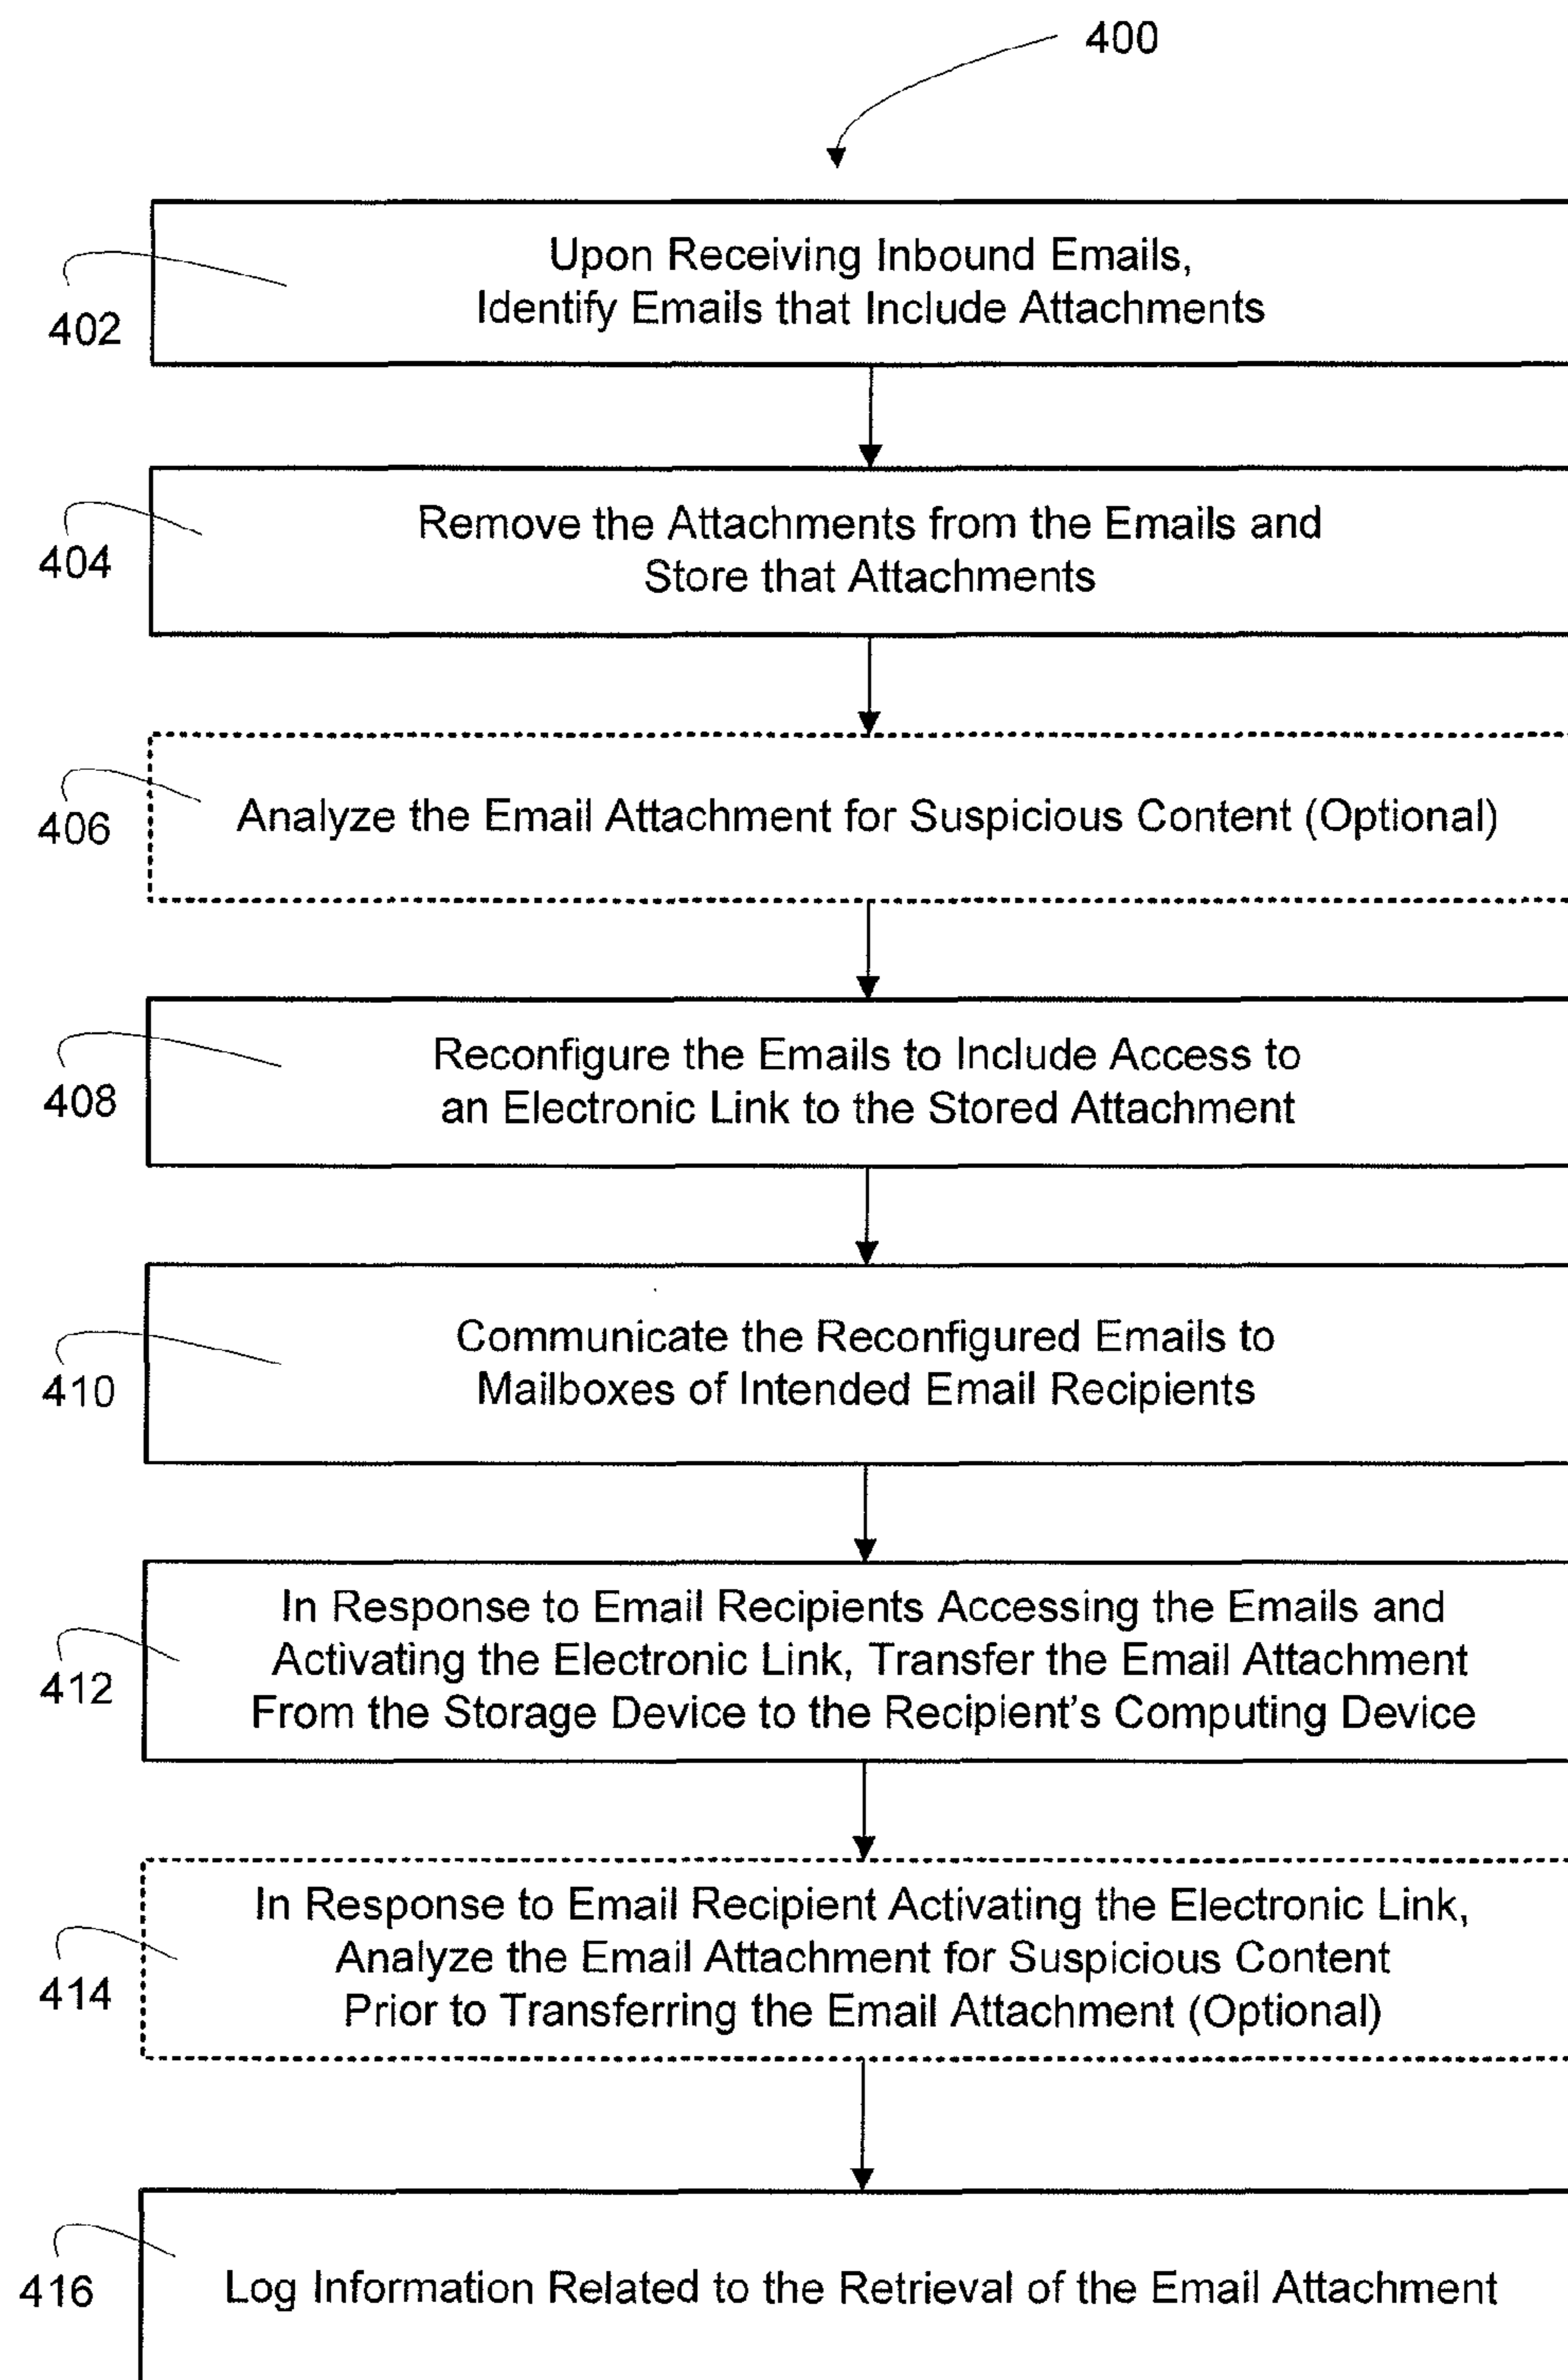 400
Upon Receiving Inbound Emails,
Identify Emails that Include Attachments
402
Remove the Attachments from the Emails and
Store that Attachments
404
Analyze the Email Attachment for Suspicious Content (Optional)
406
Reconfigure the Emails to Include Access to
an Electronic Link to the Stored Attachment
408
Communicate the Reconfigured Emails to
Mailboxes of Intended Email Recipients
410
In Response to Email Recipients Accessing the Emails and
Activating the Electronic Link, Transfer the Email Attachment
From the Storage Device to the Recipient's Computing Device
412
In Response to Email Recipient Activating the Electronic Link,
Analyze the Email Attachment for Suspicious Content
Prior to Transferring the Email Attachment (Optional)
414
Log Information Related to the Retrieval of the Email Attachment
416